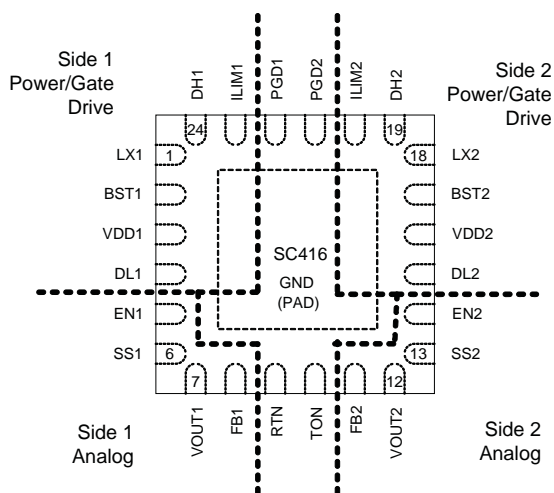 Side 1
Power/Gate
Drive
Side 2
Power/Gate
Drive
DH1
ILIM1
PGD1
PGD2
ILIM2
DH2
24
19
LX1
1
18
LX2
BST1
BST2
VDD1
VDD2
SC416
GND
(PAD)
DL1
DL2
EN1
EN2
SS1
6
13
SS2
7
12
VOUT1
FB1
RTN
TON
FB2
VOUT2
Side 1
Analog
Side 2
Analog